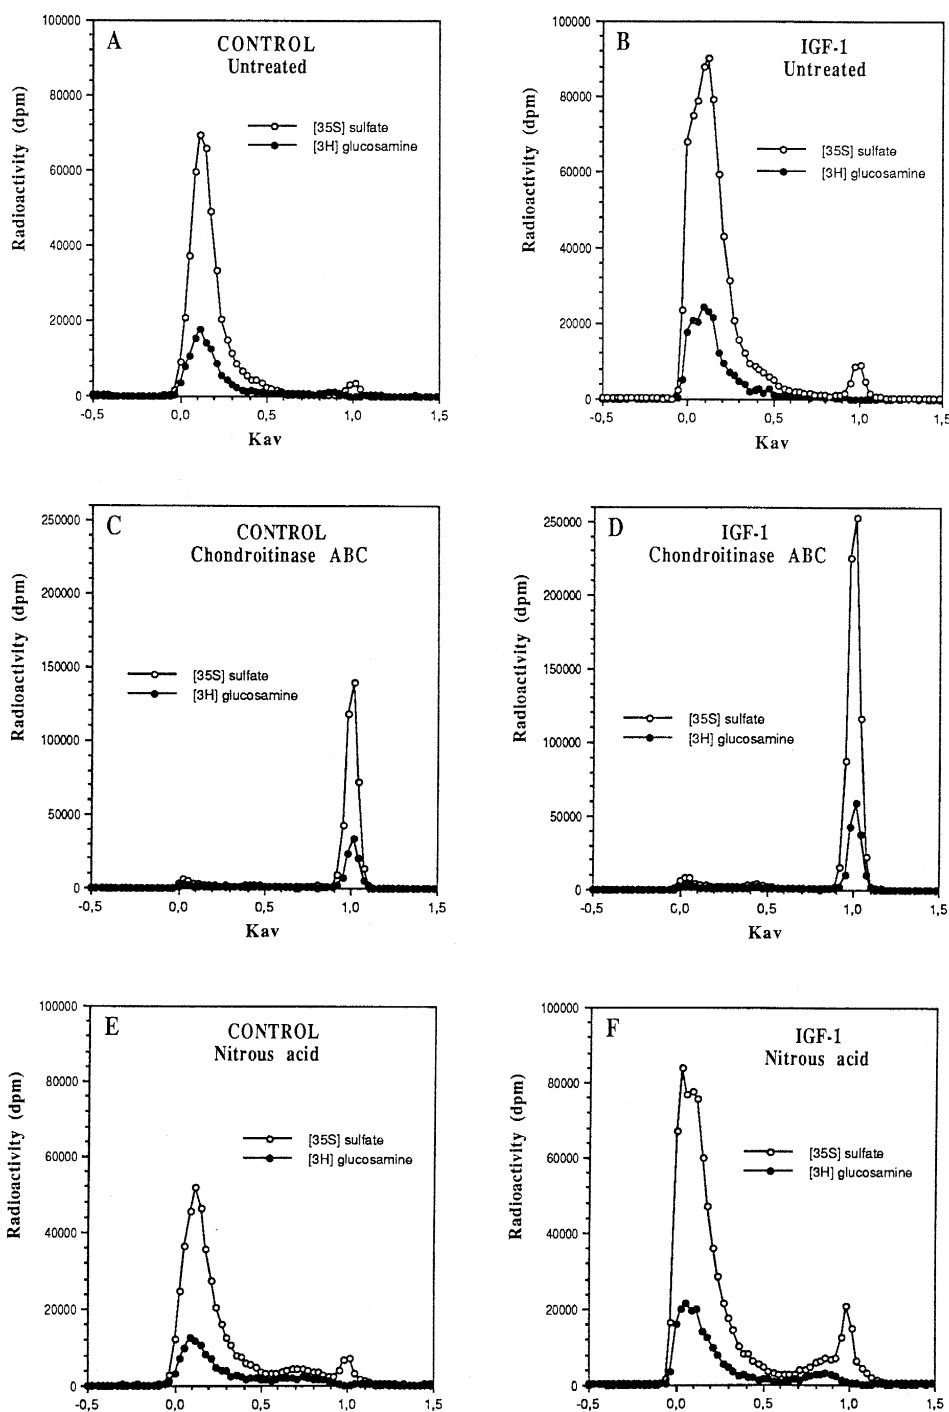 A
CONTROL
Untreated
[35S] sulfate
[3H] glucosamine
Radioactivity (dpm)
100000
80000
60000
40000
20000
0
-0,5
0,0
0,5
1,0
1,5
Kav
B
IGF-1
Untreated
[35S] sulfate
[3H] glucosamine
Radioactivity (dpm)
100000
80000
60000
40000
20000
0
-0,5
0,0
0,5
1,0
1,5
Kav
C
CONTROL
Chondroitinase ABC
[35S] sulfate
[3H] glucosamine
Radioactivity (dpm)
250000
200000
150000
100000
50000
0
-0,5
0,0
0,5
1,0
1,5
Kav
D
IGF-1
Chondroitinase ABC
[35S] sulfate
[3H] glucosamine
Radioactivity (dpm)
250000
200000
150000
100000
50000
0
-0,5
0,0
0,5
1,0
1,5
Kav
E
CONTROL
Nitrous acid
[35S] sulfate
[3H] glucosamine
Radioactivity (dpm)
100000
80000
60000
40000
20000
0
-0,5
0,0
0,5
1,0
1,5
F
IGF-1
Nitrous acid
[35S] sulfate
[3H] glucosamine
Radioactivity (dpm)
100000
80000
60000
40000
20000
0
-0,5
0,0
0,5
1,0
1,5